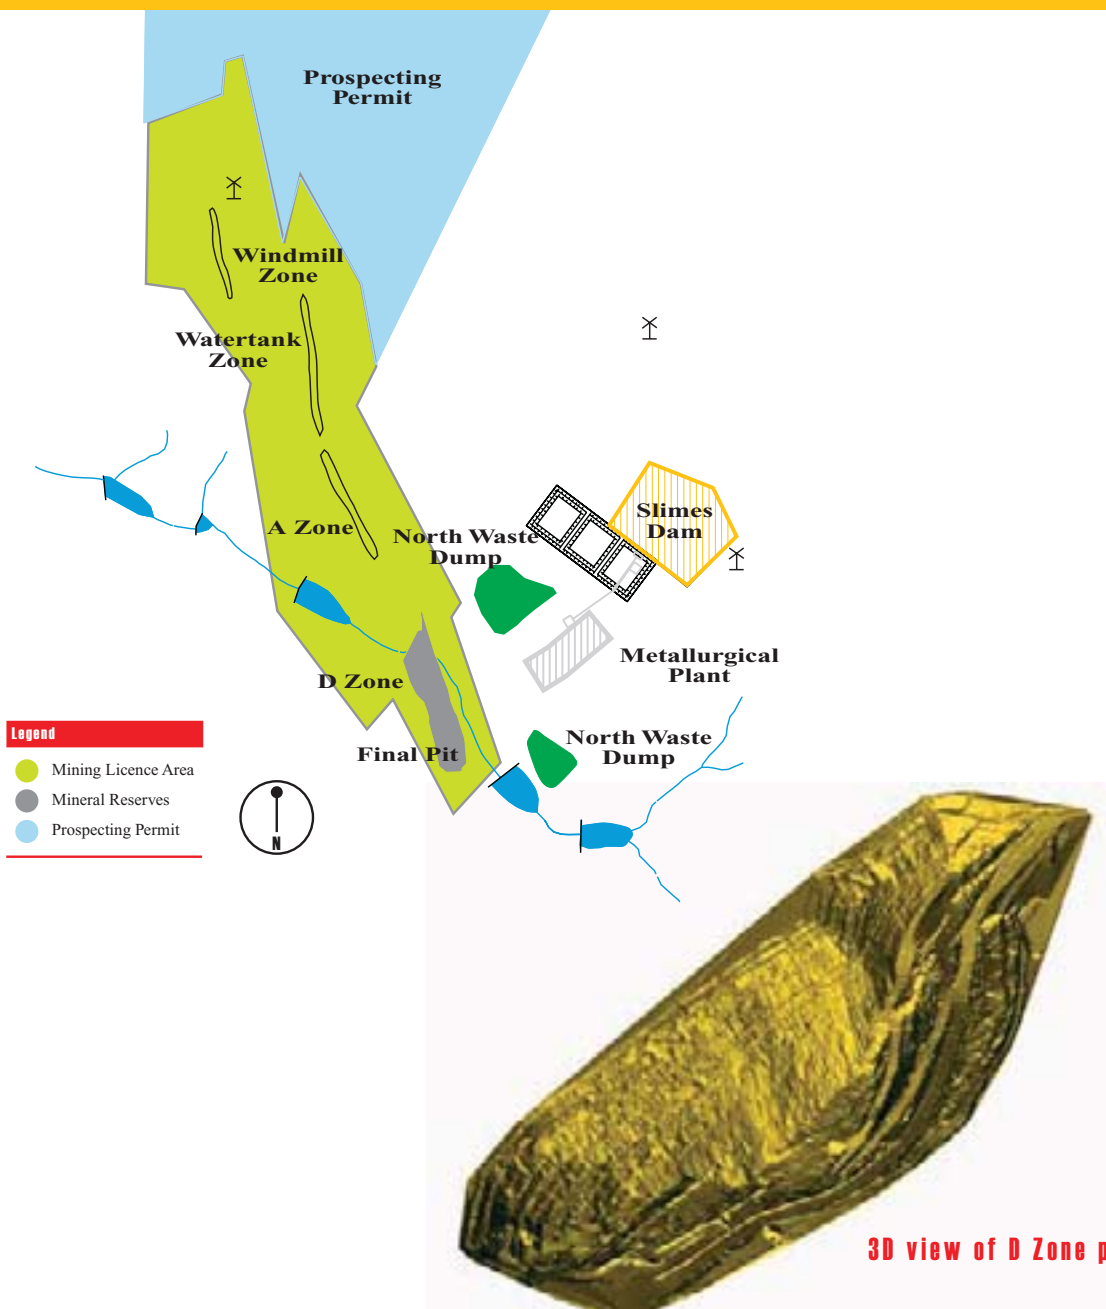 Prospecting
Permit
Windmill
Zone
Watertank
Zone
A Zone
North Waste
Dump
Slimes
Dam
Metallurgical
Plant
D Zone
Final Pit
North Waste
Dump
Legend
Mining Licence Area
Mineral Reserves
Prospecting Permit
N
3D view of D Zone p